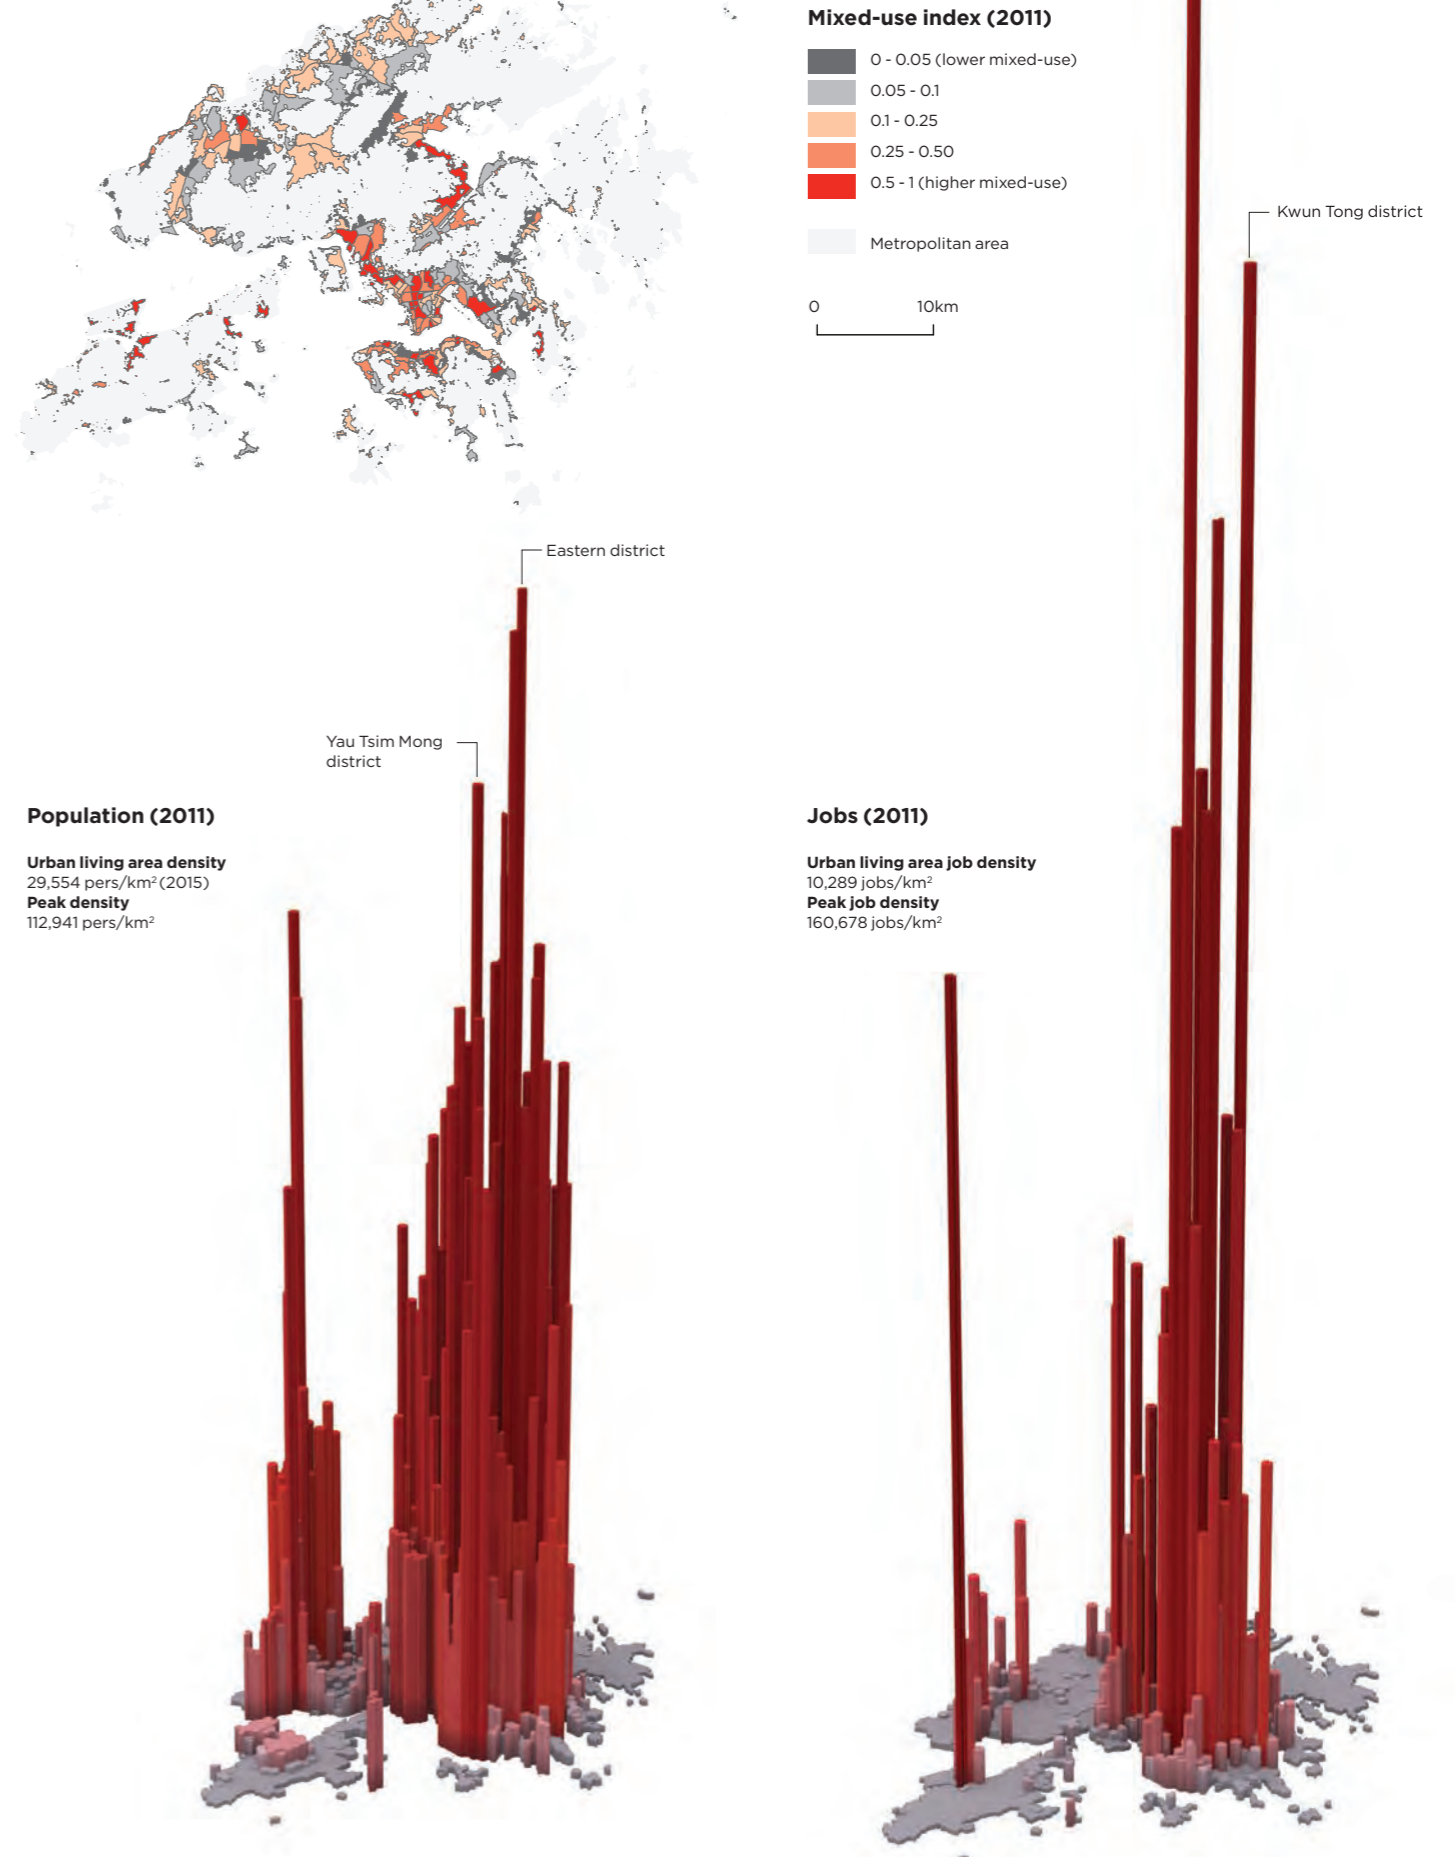 Mixed-use index (2011)
0 - 0.05 (lower mixed-use)
0.05 - 0.1
0.1 - 0.25
0.25 - 0.50
0.5 - 1 (higher mixed-use)
Metropolitan area
0 10km
Kwun Tong district
Eastern district
Yau Tsim Mong
district
Population (2011)
Urban living area density
29,554 pers/km² (2015)
Peak density
112,941 pers/km²
Jobs (2011)
Urban living area job density
10,289 jobs/km²
Peak job density
160,678 jobs/km²